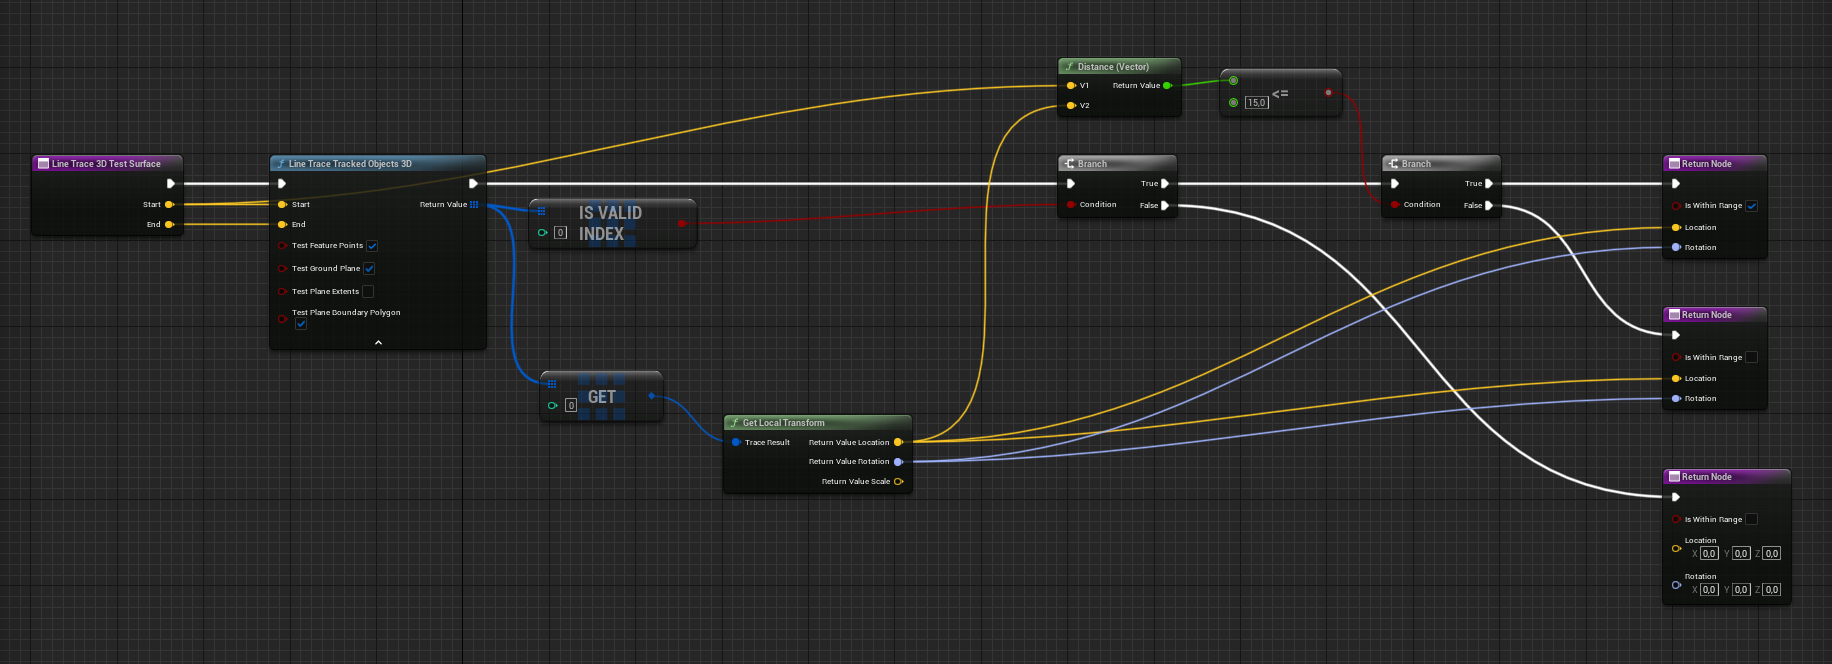 Line Trace 3D Test Surface
Start
End
Line Trace Tracked Objects 3D
Start
Return Value
End
Test Feature Points
Test Ground Plane
Test Plane Extents
Test Plane Boundary Polygon
IS VALID
INDEX
0
GET
0
Get Local Transform
Trace Result
Return Value Location
Return Value Rotation
Return Value Scale
Distance (Vector)
V1
Return Value
V2
15,0
<=
Branch
True
Condition
False
Branch
True
Condition
False
Return Node
Is Within Range
Location
Rotation
Return Node
Is Within Range
Location
Rotation
Return Node
Is Within Range
Location
X 0,0 Y 0,0 Z 0,0
Rotation
X 0,0 Y 0,0 Z 0,0